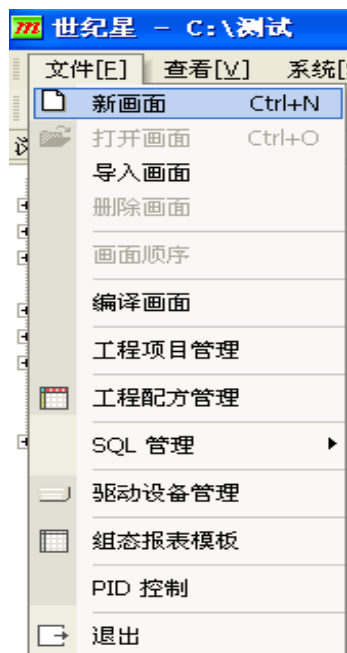 世纪星 - C:\测试
文件[F] 查看[V] 系统[
新画面 Ctrl+N
打开画面 Ctrl+O
导入画面
删除画面
画面顺序
编译画面
工程项目管理
工程配方管理
SQL 管理
驱动设备管理
组态报表模板
PID 控制
退出